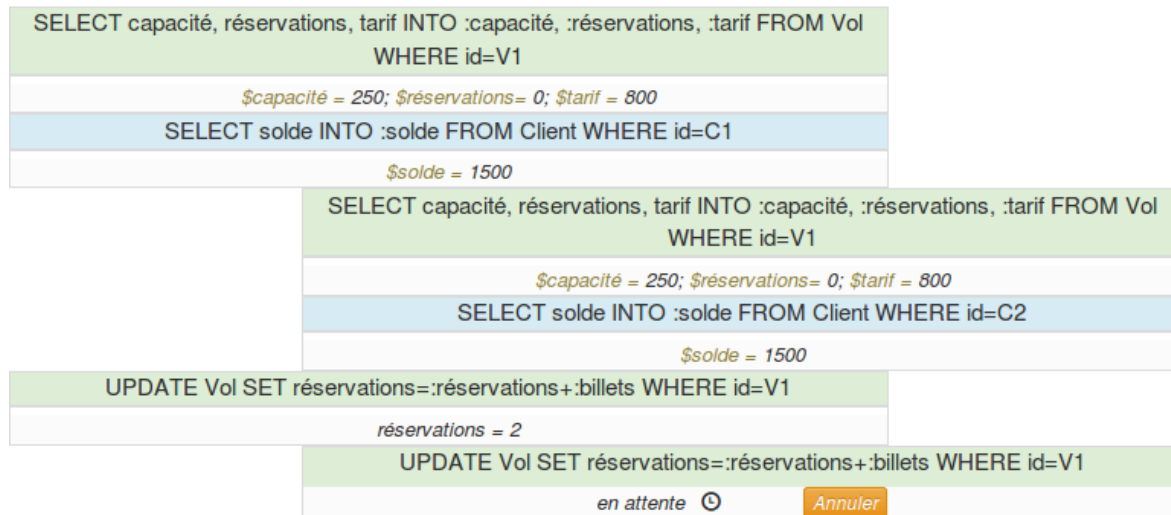 SELECT capacité, réservations, tarif INTO :capacité, :réservations, :tarif FROM Vol
WHERE id=V1
$capacité = 250; $réservations= 0; $tarif = 800
SELECT solde INTO :solde FROM Client WHERE id=C1
$solde = 1500
SELECT capacité, réservations, tarif INTO :capacité, :réservations, :tarif FROM Vol
WHERE id=V1
$capacité = 250; $réservations= 0; $tarif = 800
SELECT solde INTO :solde FROM Client WHERE id=C2
$solde = 1500
UPDATE Vol SET réservations=:réservations+:billets WHERE id=V1
réservations = 2
UPDATE Vol SET réservations=:réservations+:billets WHERE id=V1
en attente Annuler